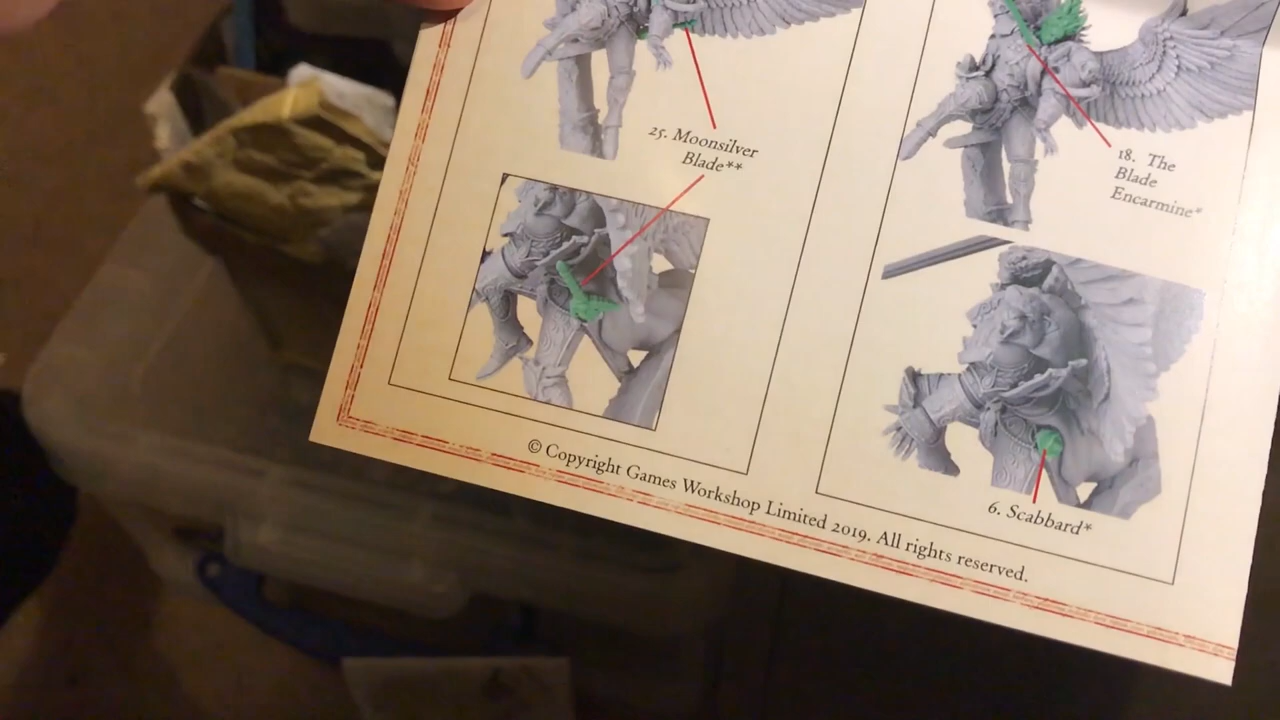 25. Moonsilver
Blade**
18. The
Blade
Encarmine*
6. Scabbard*
© Copyright Games Workshop Limited 2019. All rights reserved.